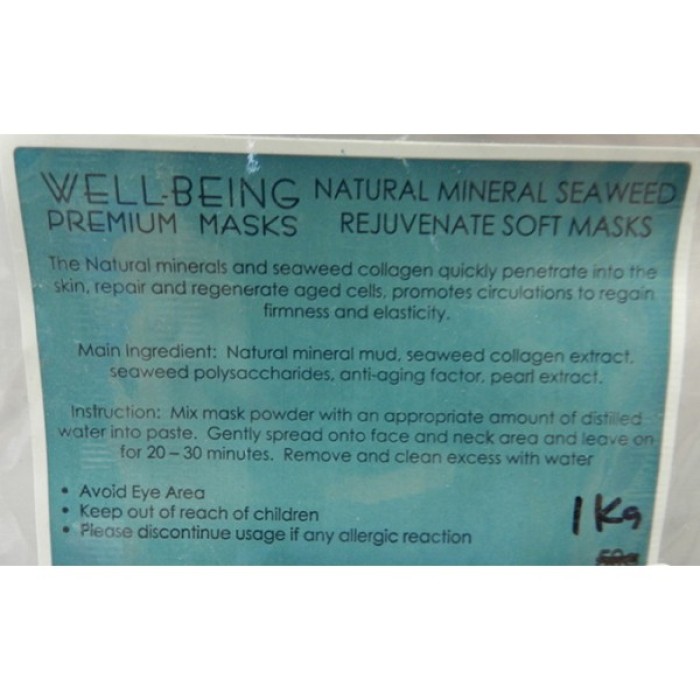 WELL-BEING NATURAL MINERAL SEAWEED
PREMIUM MASKS REJUVENATE SOFT MASKS
The Natural minerals and seaweed collagen quickly penetrate into the
skin, repair and regenerate aged cells, promotes circulations to regain
firmness and elasticity.
Main Ingredient: Natural mineral mud, seaweed collagen extract,
seaweed polysaccharides, anti-aging factor, pearl extract.
Instruction: Mix mask powder with an appropriate amount of distilled
water into paste. Gently spread onto face and neck area and leave on
for 20 – 30 minutes. Remove and clean excess with water
• Avoid Eye Area
• Keep out of reach of children
• Please discontinue usage if any allergic reaction
1 Kg